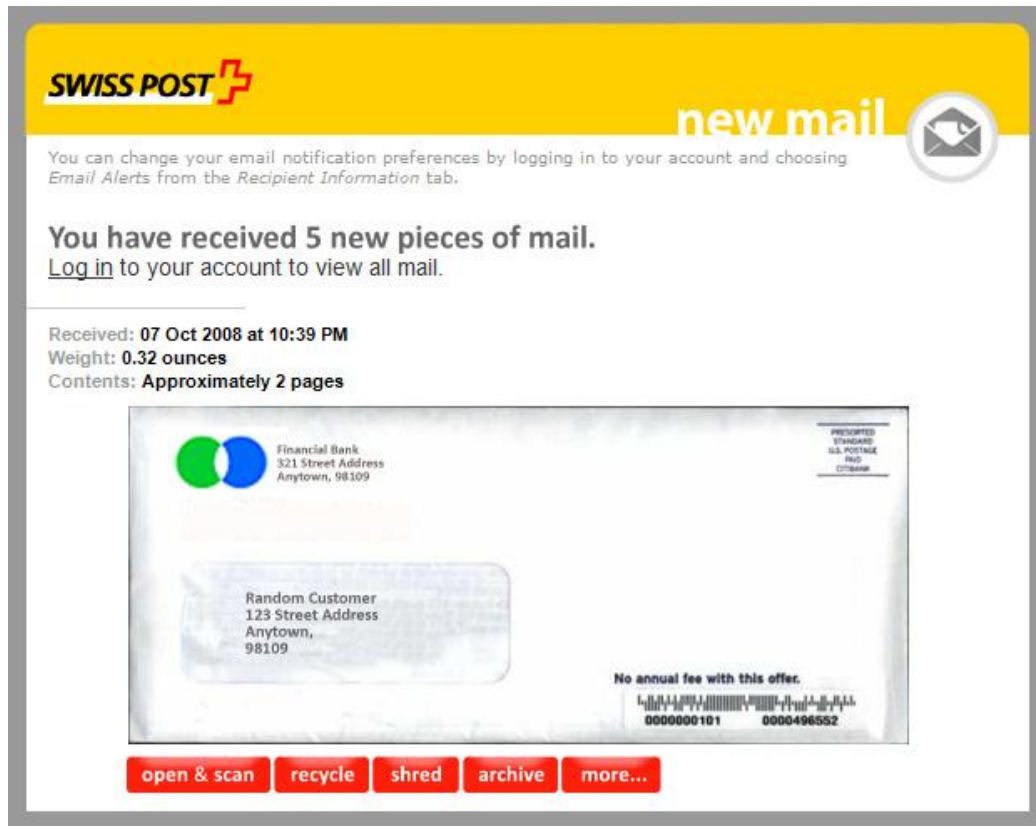 SWISS POST
new mail
You can change your email notification preferences by logging in to your account and choosing
Email Alerts from the Recipient Information tab.
You have received 5 new pieces of mail.
Log in to your account to view all mail.
Received: 07 Oct 2008 at 10:39 PM
Weight: 0.32 ounces
Contents: Approximately 2 pages
Financial Bank
321 Street Address
Anytown, 98109
PRESORTED
STANDARD
U.S. POSTAGE
PAID
CITIBANK
Random Customer
123 Street Address
Anytown,
98109
No annual fee with this offer.
0000000101 0000496552
open & scan recycle shred archive more...